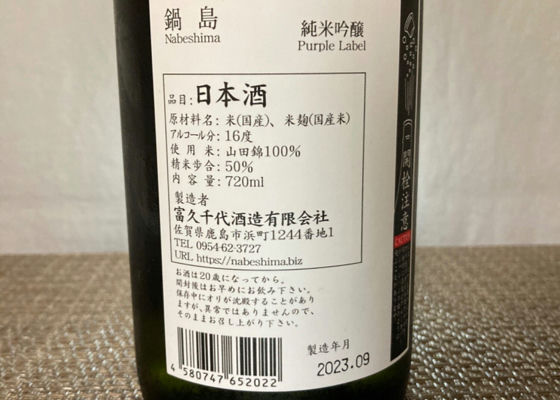 鍋島
Nabeshima
純米吟醸
Purple Label
品目:日本酒
原材料名:米(国産)、米麹(国産米)
アルコール分:16度
使用米:山田錦100%
精米歩合:50%
内容量:720ml
製造者
富久千代酒造有限会社
佐賀県鹿島市浜町1244番地1
TEL 0954-62-3727
URL https://nabeshima.biz
お酒は20歳になってから。
開封後はお早めにお飲み下さい。
保存中にオリが沈殿することがあり
ますが、異常ではありませんので、
そのままお召し上がり下さい。
4580747652022
製造年月
2023.09
開栓注意